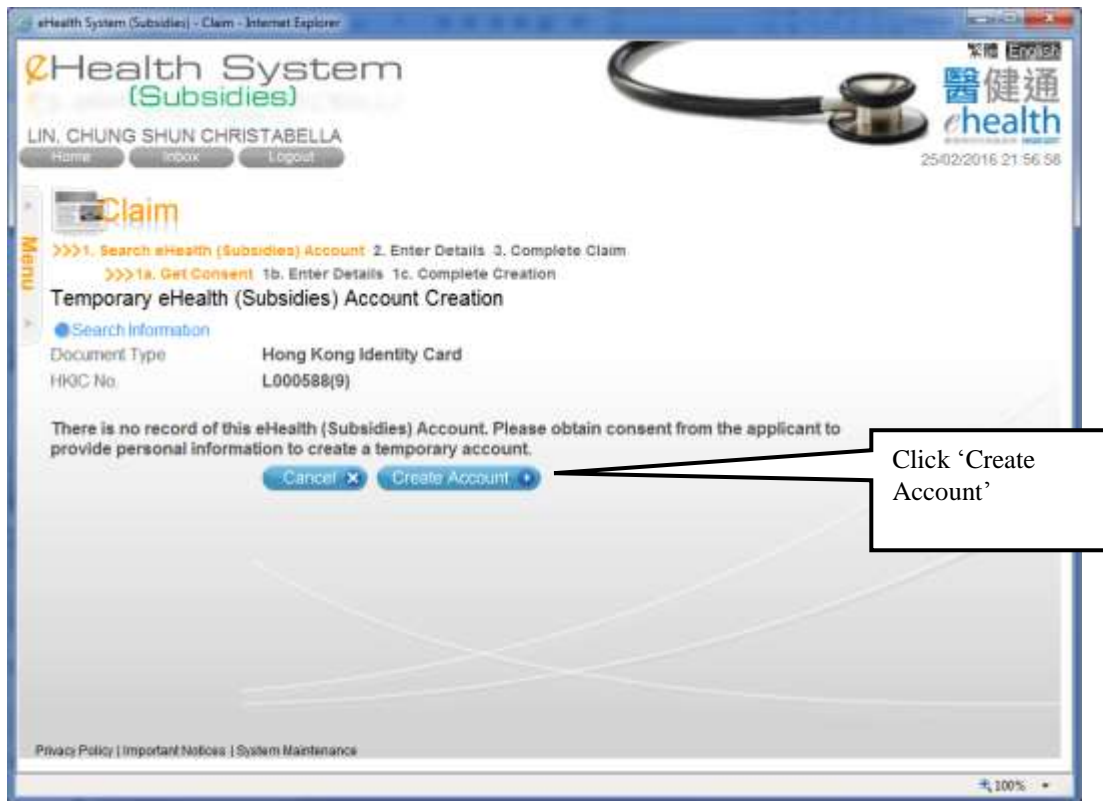 eHealth System (Subsidies) - Claim - Internet Explorer
繁體 English
eHealth System
(Subsidies)
醫健通
ehealth
LIN, CHUNG SHUN CHRISTABELLA
Home Inbox Logout
25/02/2016 21:56:58
Claim
Menu
>>>1. Search eHealth (Subsidies) Account 2. Enter Details 3. Complete Claim
>>>1a. Get Consent 1b. Enter Details 1c. Complete Creation
Temporary eHealth (Subsidies) Account Creation
Search Information
Document Type Hong Kong Identity Card
HKIC No. L000588(9)
There is no record of this eHealth (Subsidies) Account. Please obtain consent from the applicant to
provide personal information to create a temporary account.
Cancel Create Account
Click ‘Create
Account’
Privacy Policy | Important Notices | System Maintenance
100%